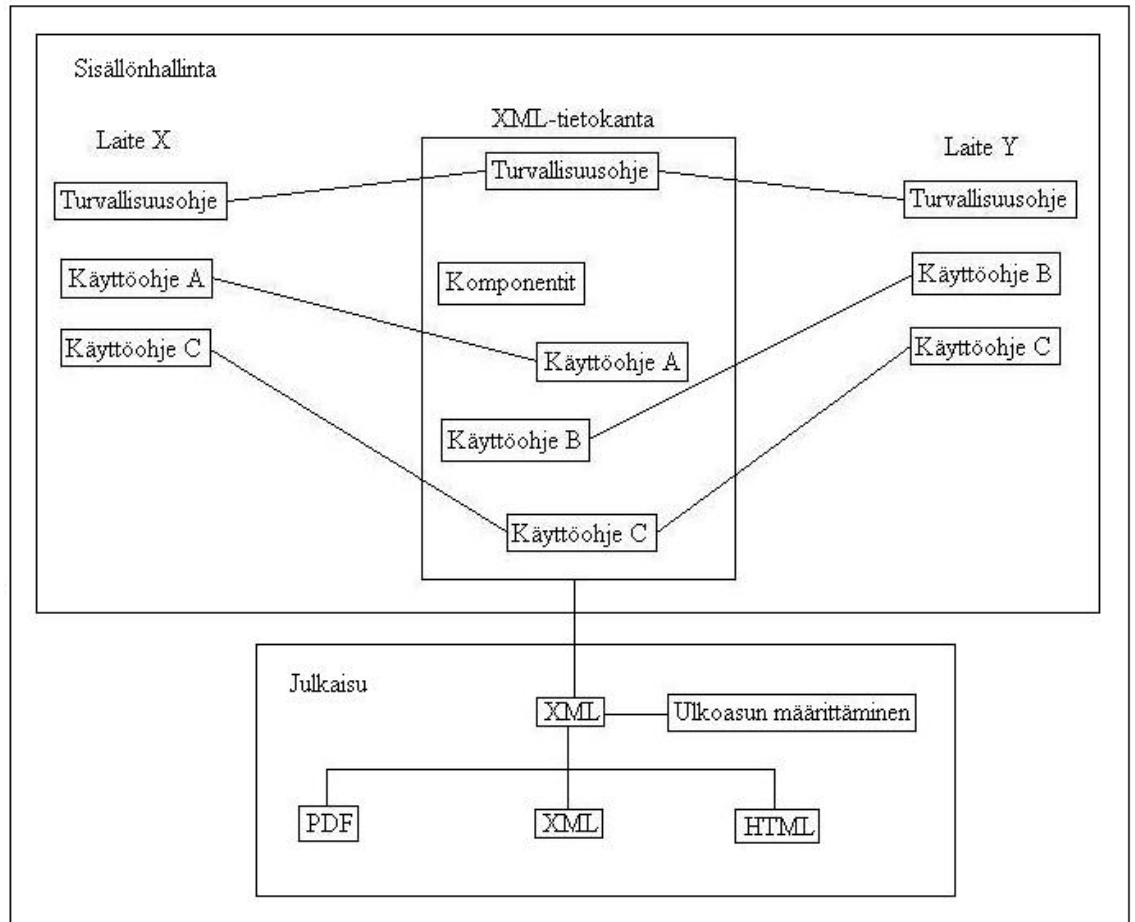 Sisällönhallinta
XML-tietokanta
Laite X
Laite Y
Turvallisuusohje
Turvallisuusohje
Turvallisuusohje
Käyttöohje A
Komponentit
Käyttöohje B
Käyttöohje C
Käyttöohje A
Käyttöohje C
Käyttöohje B
Käyttöohje C
Julkaisu
XML
Ulkoasun määrittäminen
PDF
XML
HTML